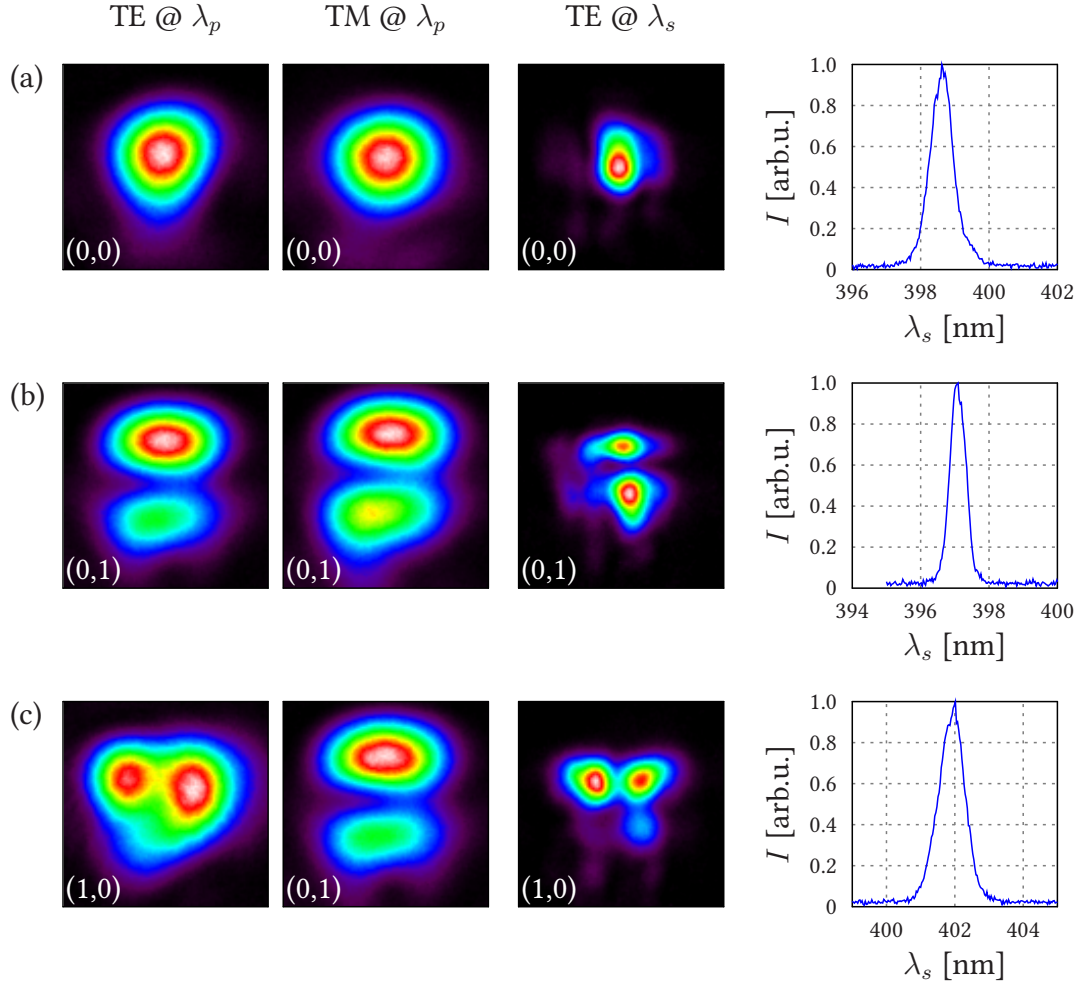 TE @ λp TM @ λp TE @ λs
(a)
(0,0) (0,0) (0,0)
I [arb.u.]
1.0
0.8
0.6
0.4
0.2
0
396 398 400 402
λs [nm]
(b)
(0,1) (0,1) (0,1)
I [arb.u.]
1.0
0.8
0.6
0.4
0.2
0
394 396 398 400
λs [nm]
(c)
(1,0) (0,1) (1,0)
I [arb.u.]
1.0
0.8
0.6
0.4
0.2
0
400 402 404
λs [nm]